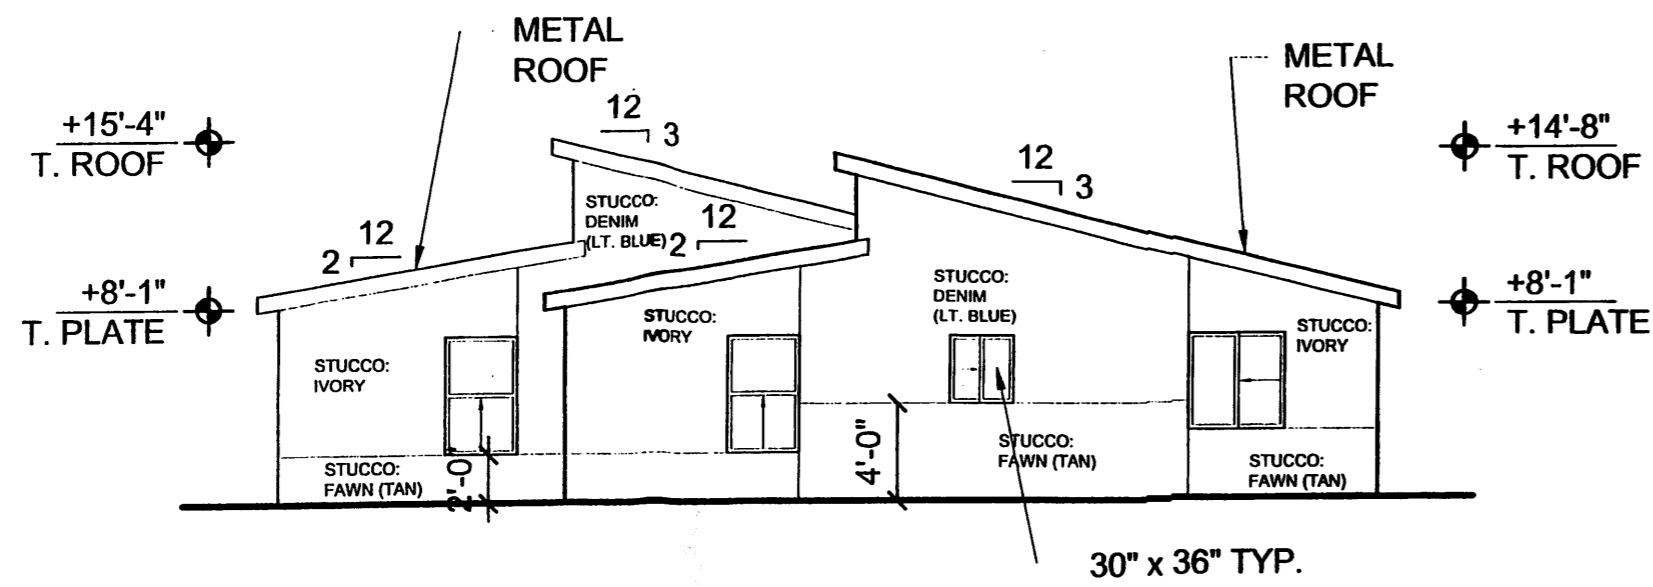 METAL
ROOF
METAL
ROOF
+15'-4"
T. ROOF
12
3
12
3
+14'-8"
T. ROOF
STUCCO:
DENIM
(LT. BLUE)
12
2
12
2
+8'-1"
T. PLATE
STUCCO:
DENIM
(LT. BLUE)
+8'-1"
T. PLATE
STUCCO:
IVORY
STUCCO:
IVORY
STUCCO:
IVORY
STUCCO:
FAWN (TAN)
2'-0"
4'-0"
STUCCO:
FAWN (TAN)
STUCCO:
FAWN (TAN)
30" x 36" TYP.